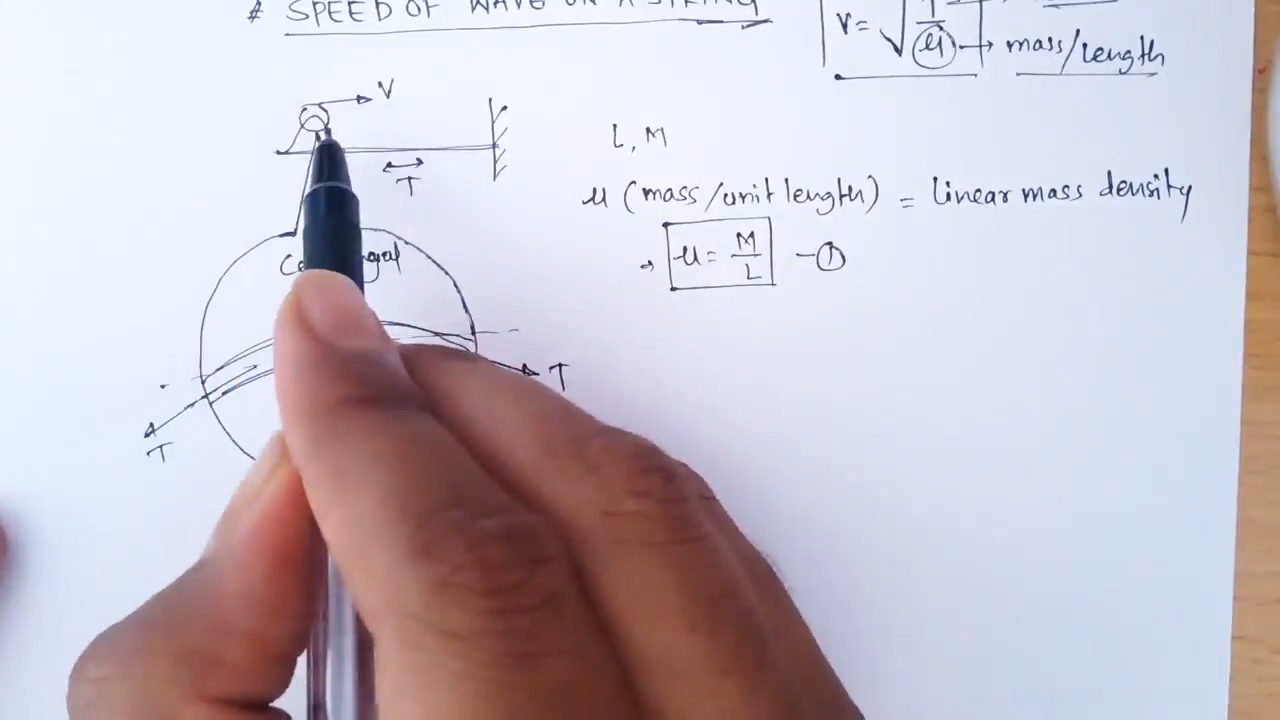 # SPEED OF WAVE ON A STRING
V = √T/μ → mass/length
V
T
L, M
μ (mass/unit length) = linear mass density
→ μ = M/L - ①
T
T